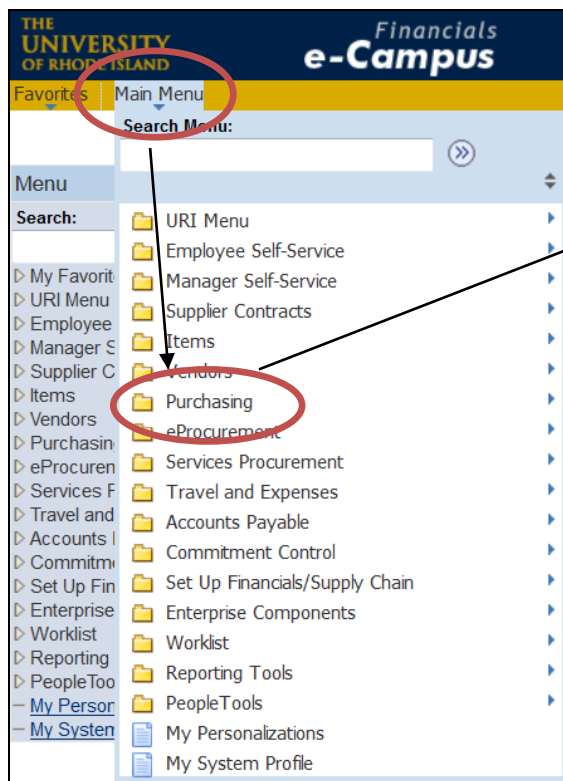 THE
UNIVERSITY
OF RHODE ISLAND
Financials
e-Campus
Favorites
Main Menu
Search Menu:
Menu
Search:
My Favorit
URI Menu
Employee
Manager S
Supplier C
Items
Vendors
Purchasin
eProcuren
Services F
Travel and
Accounts
Commitme
Set Up Fin
Enterprise
Worklist
Reporting
PeopleToo
My Person
My System
URI Menu
Employee Self-Service
Manager Self-Service
Supplier Contracts
Items
Vendors
Purchasing
eProcurement
Services Procurement
Travel and Expenses
Accounts Payable
Commitment Control
Set Up Financials/Supply Chain
Enterprise Components
Worklist
Reporting Tools
PeopleTools
My Personalizations
My System Profile